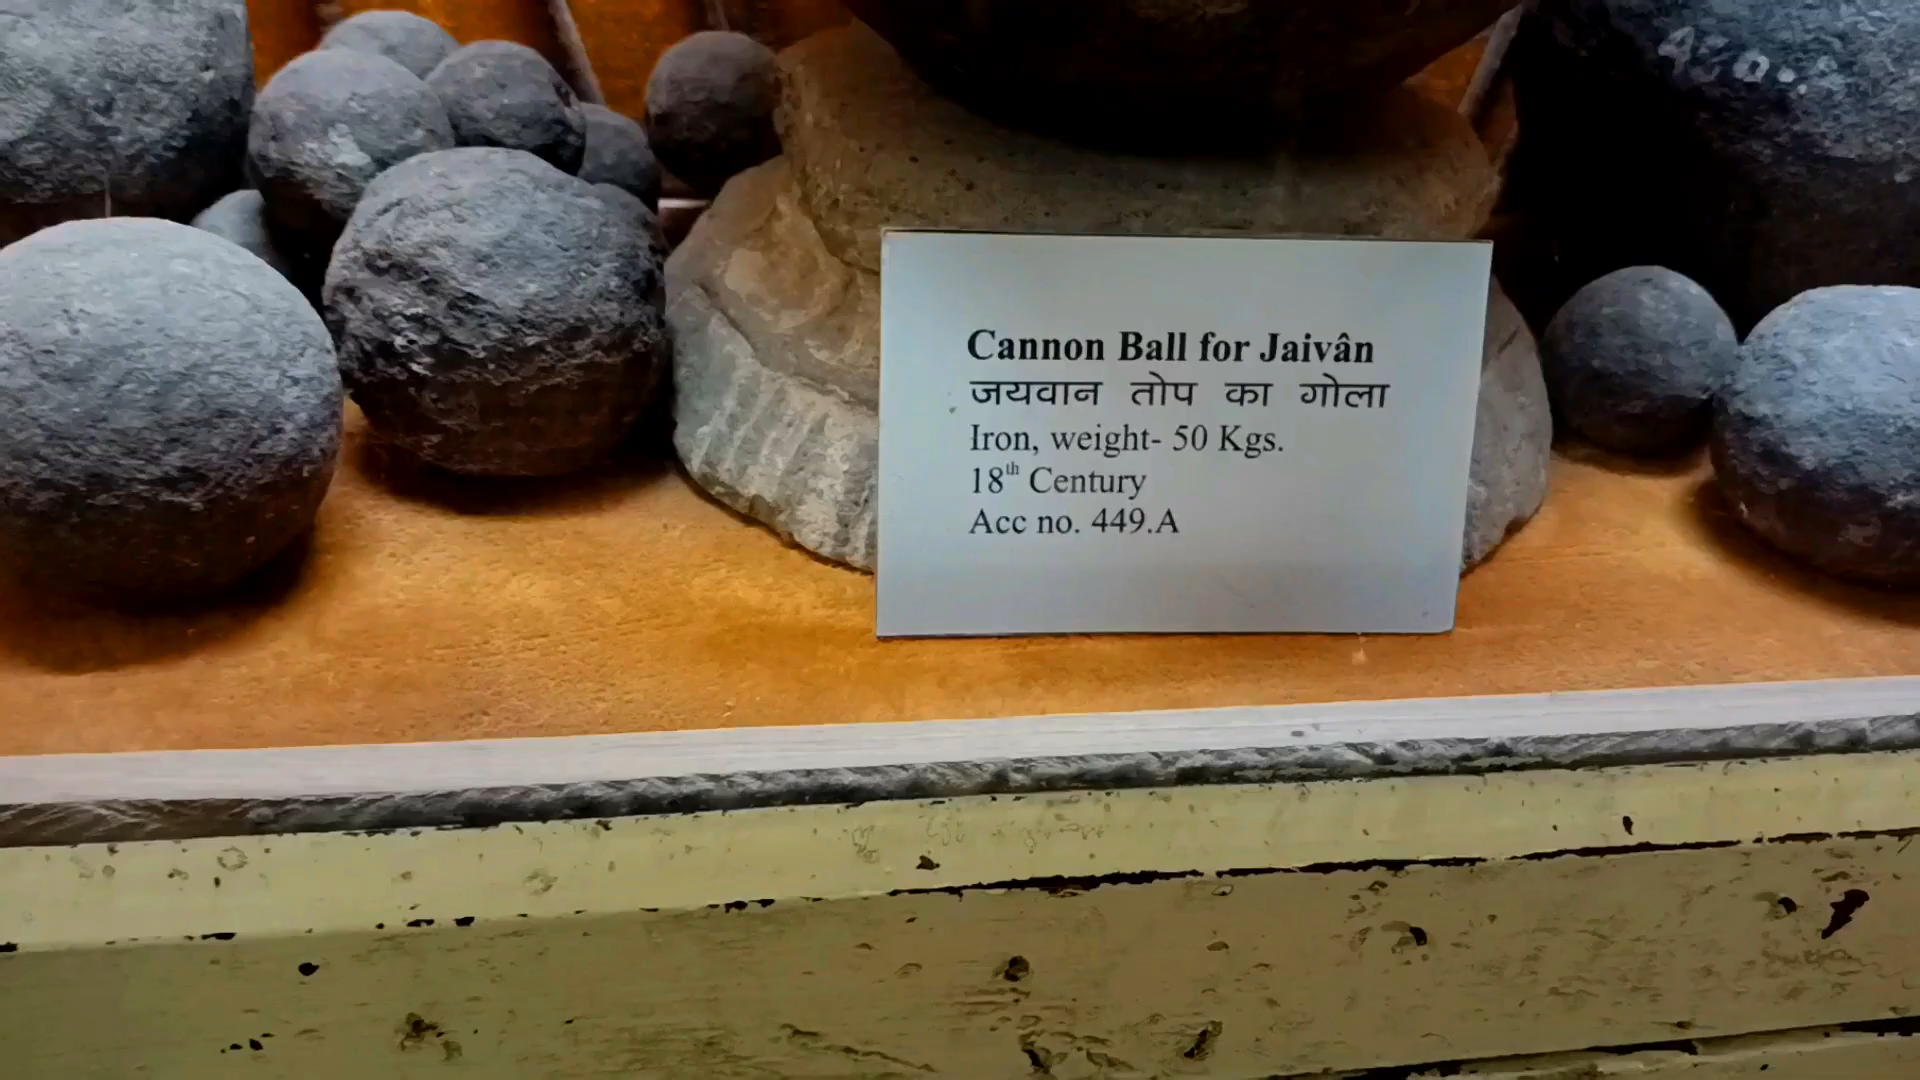 Cannon Ball for Jaivân
जयवान तोप का गोला
Iron, weight- 50 Kgs.
18th Century
Acc no. 449.A